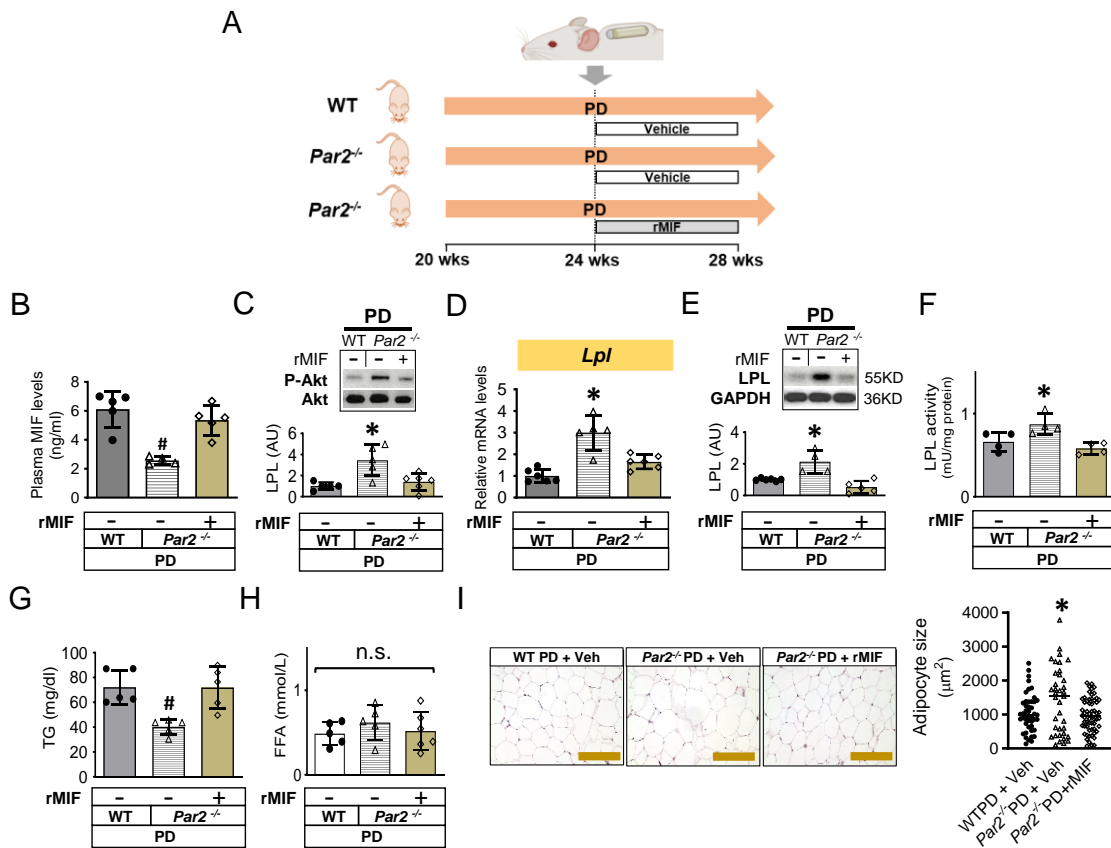 A
WT
PD
Vehicle
Par2-/-
PD
Vehicle
Par2-/-
PD
rMIF
20 wks 24 wks 28 wks
B
Plasma MIF levels
(ng/ml)
8
6
4
2
0
#
rMIF − − +
WT Par2 -/-
PD
C
PD
WT Par2 -/-
rMIF − − +
P-Akt
Akt
LPL (AU)
6
4
2
0
*
rMIF − − +
WT Par2 -/-
PD
D
Lpl
Relative mRNA levels
5
4
3
2
1
0
*
− − +
WT Par2 -/-
PD
E
PD
WT Par2 -/-
rMIF − − +
LPL 55KD
GAPDH 36KD
LPL (AU)
4
2
0
*
rMIF − − +
WT Par2 -/-
PD
F
LPL activity
(mU/mg protein)
1
0
*
rMIF − − +
WT Par2 -/-
PD
G
TG (mg/dl)
100
80
60
40
20
0
#
rMIF − − +
WT Par2 -/-
PD
H
FFA (mmol/L)
1
0
n.s.
− − +
WT Par2 -/-
PD
I
WT PD + Veh
Par2-/- PD + Veh
Par2-/- PD + rMIF
Adipocyte size
(µm2)
4000
3000
2000
1000
0
*
WTPD + Veh
Par2-/-PD + Veh
Par2-/-PD+rMIF